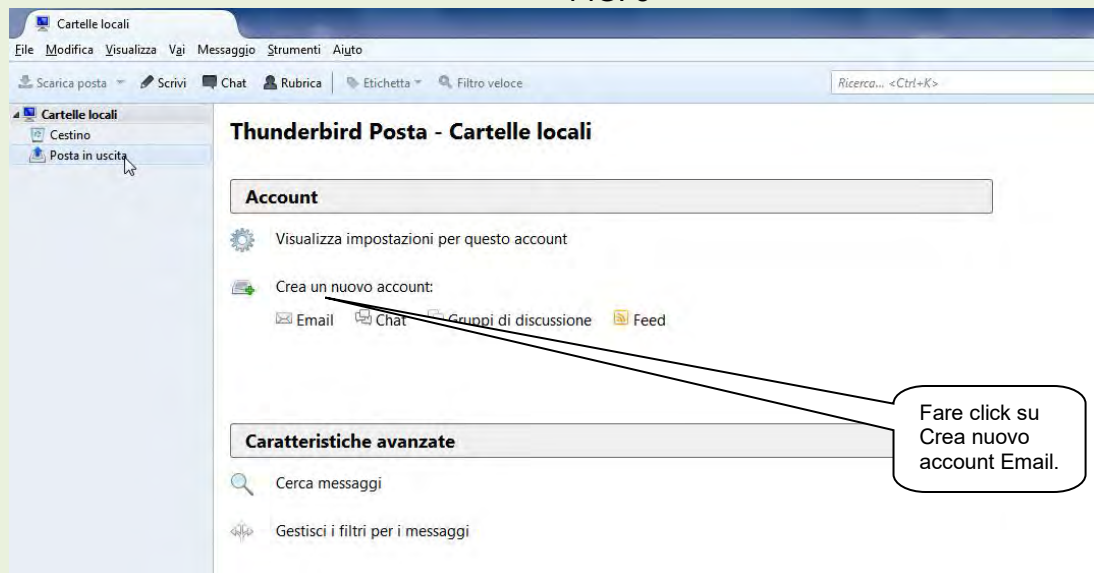 Cartelle locali
File Modifica Visualizza Vai Messaggio Strumenti Aiuto
Scarica posta Scrivi Chat Rubrica Etichetta Filtro veloce Ricerca... <Ctrl+K>
Cartelle locali
Cestino
Posta in uscita
Thunderbird Posta - Cartelle locali
Account
Visualizza impostazioni per questo account
Crea un nuovo account:
Email Chat Gruppi di discussione Feed
Fare click su
Crea nuovo
account Email.
Caratteristiche avanzate
Cerca messaggi
Gestisci i filtri per i messaggi